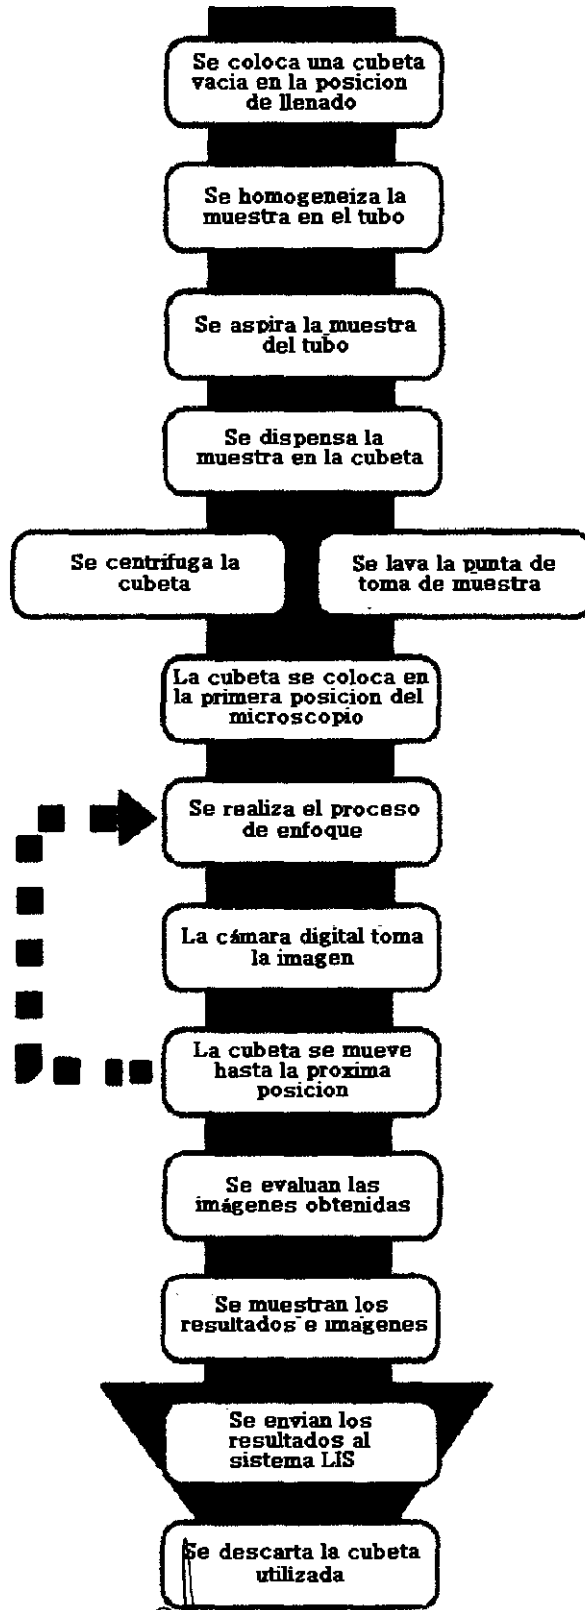 Se coloca una cubeta
vacia en la posicion
de llenado
Se homogeneiza la
muestra en el tubo
Se aspira la muestra
del tubo
Se dispensa la
muestra en la cubeta
Se centrifuga la
cubeta
Se lava la punta de
toma de muestra
La cubeta se coloca en
la primera posicion del
microscopio
Se realiza el proceso
de enfoque
La cámara digital toma
la imagen
La cubeta se mueve
hasta la proxima
posicion
Se evaluan las
imágenes obtenidas
Se muestran los
resultados e imagenes
Se envian los
resultados al
sistema LIS
Se descarta la cubeta
utilizada